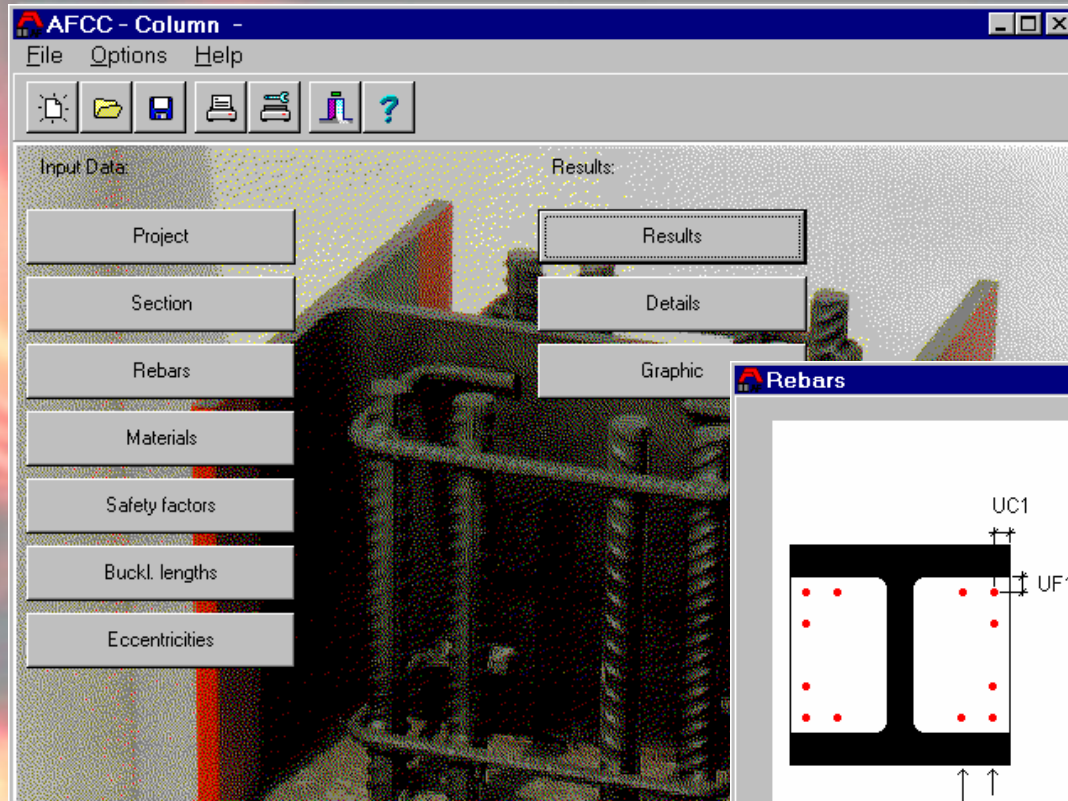 AFCC - Column -
File Options Help
Input Data:
Results:
Project
Results
Section
Details
Rebars
Graphic
Materials
Safety factors
Buckl. lengths
Eccentricities
Rebars
UC1
UF1